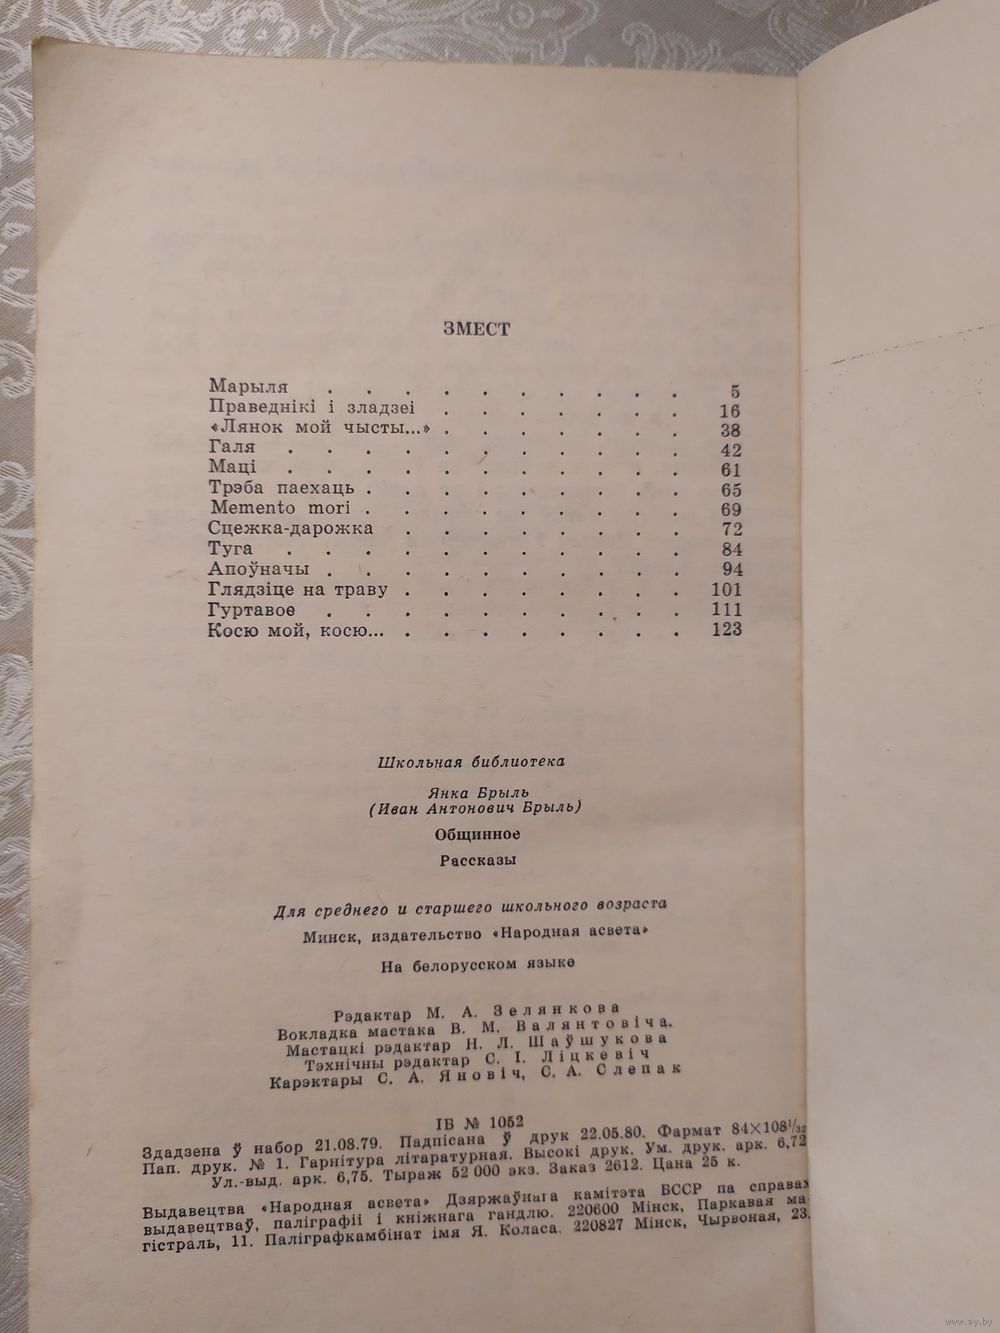 ЗМЕСТ
Марыля . . . . . . . . . . 5
Праведнікі і зладзеі . . . . . . . 16
«Лянок мой чысты...» . . . . . . . 38
Галя . . . . . . . . . . . 42
Маці . . . . . . . . . . . 61
Трэба паехаць . . . . . . . . . 65
Memento mori . . . . . . . . . 69
Сцежка-дарожка . . . . . . . . 72
Туга . . . . . . . . . . . 84
Апоўначы . . . . . . . . . . 94
Глядзіце на траву . . . . . . . . 101
Гуртавое . . . . . . . . . . 111
Косю мой, косю... . . . . . . . . 123
Школьная библиотека
Янка Брыль
(Иван Антонович Брыль)
Общинное
Рассказы
Для среднего и старшего школьного возраста
Минск, издательство «Народная асвета»
На белорусском языке
Рэдактар М. А. Зелянкова
Вокладка мастака В. М. Валянтовіча.
Мастацкі рэдактар Н. Л. Шаўшукова
Тэхнічны рэдактар С. І. Ліцкевіч
Карэктары С. А. Яновіч, С. А. Слепак
ІБ № 1052
Здадзена ў набор 21.08.79. Падпісана ў друк 22.05.80. Фармат 84×108¹/₃₂
Пап. друк. № 1. Гарнітура літаратурная. Высокі друк. Ум. друк. арк. 6,72
Ул.-выд. арк. 6,75. Тыраж 52 000 экз. Заказ 2612. Цана 25 к.
Выдавецтва «Народная асвета» Дзяржаўнага камітэта БССР па справах
выдавецтваў, паліграфіі і кніжнага гандлю. 220600 Мінск, Паркавая ма-
гістраль, 11. Паліграфкамбінат імя Я. Коласа. 220827 Мінск, Чырвоная, 23.
www.ay.by